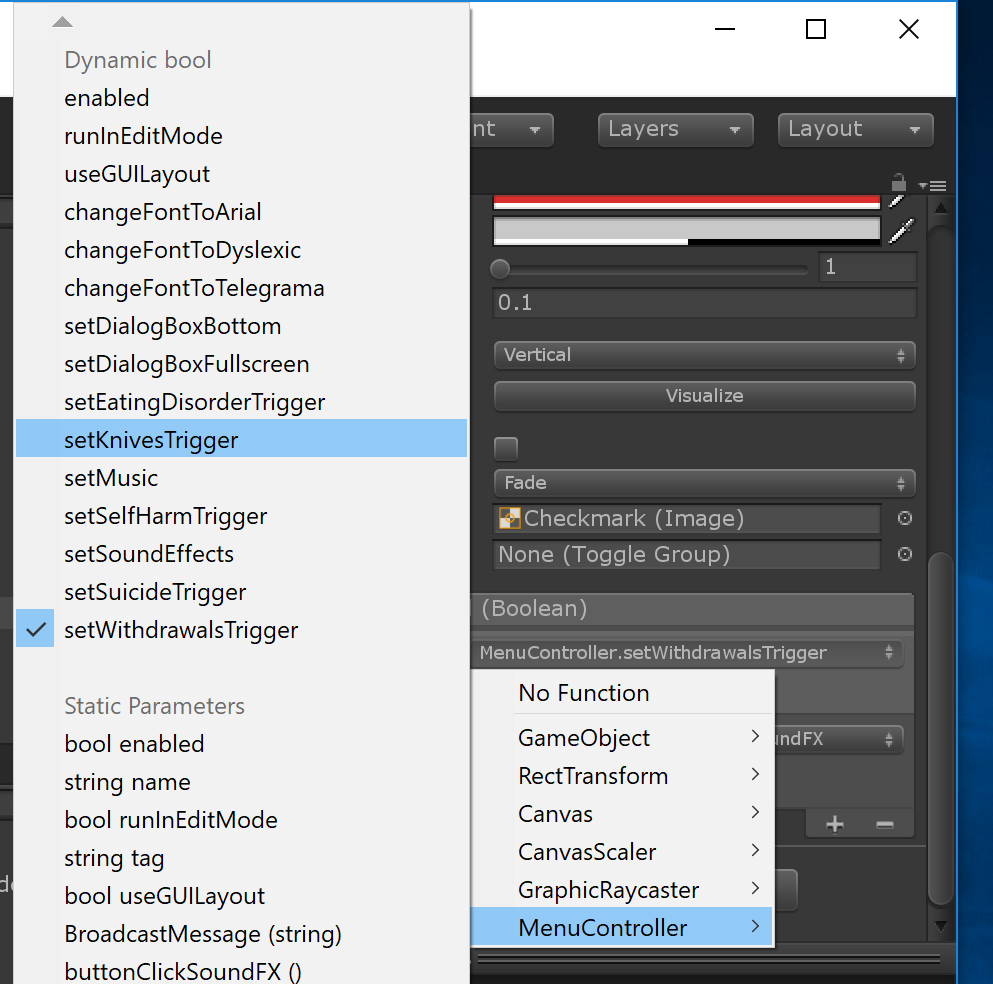 Dynamic bool
enabled
runInEditMode
useGUILayout
changeFontToArial
changeFontToDyslexic
changeFontToTelegrama
setDialogBoxBottom
setDialogBoxFullscreen
setEatingDisorderTrigger
setKnivesTrigger
setMusic
setSelfHarmTrigger
setSoundEffects
setSuicideTrigger
setWithdrawalsTrigger
Static Parameters
bool enabled
string name
bool runInEditMode
string tag
bool useGUILayout
BroadcastMessage (string)
buttonClickSoundFX ()
nt Layers Layout
1
0.1
Vertical
Visualize
Fade
Checkmark (Image)
None (Toggle Group)
(Boolean)
MenuController.setWithdrawalsTrigger
No Function
GameObject
undFX
RectTransform
Canvas
CanvasScaler
GraphicRaycaster
MenuController